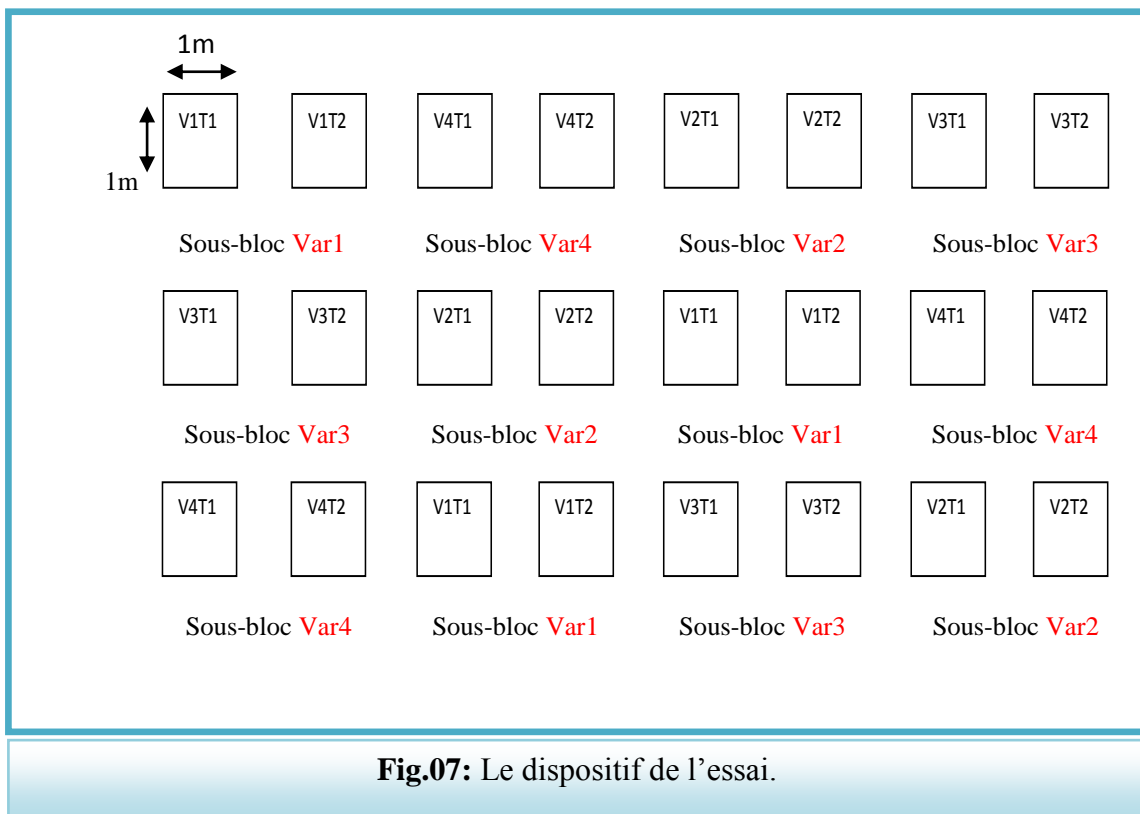 1m
1m
V1T1 V1T2 V4T1 V4T2 V2T1 V2T2 V3T1 V3T2
Sous-bloc Var1 Sous-bloc Var4 Sous-bloc Var2 Sous-bloc Var3
V3T1 V3T2 V2T1 V2T2 V1T1 V1T2 V4T1 V4T2
Sous-bloc Var3 Sous-bloc Var2 Sous-bloc Var1 Sous-bloc Var4
V4T1 V4T2 V1T1 V1T2 V3T1 V3T2 V2T1 V2T2
Sous-bloc Var4 Sous-bloc Var1 Sous-bloc Var3 Sous-bloc Var2
Fig.07: Le dispositif de l’essai.